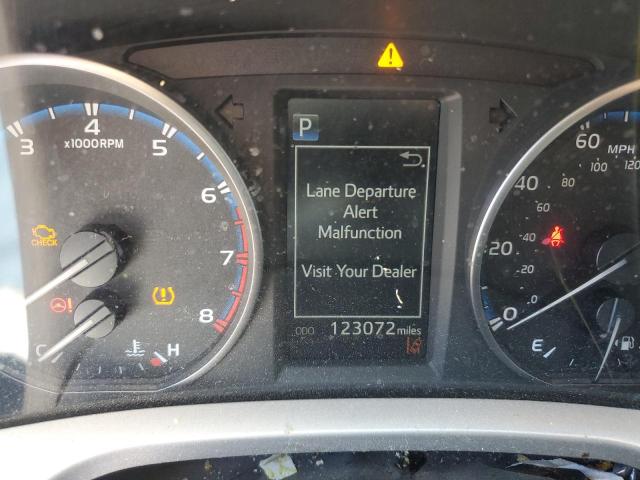 P
3 4 5 6 7 8
x1000RPM
CHECK
C H
Lane Departure
Alert
Malfunction
Visit Your Dealer
ODO 123072 miles
60 MPH
100 120
40 80
60
20 40
0 0
E